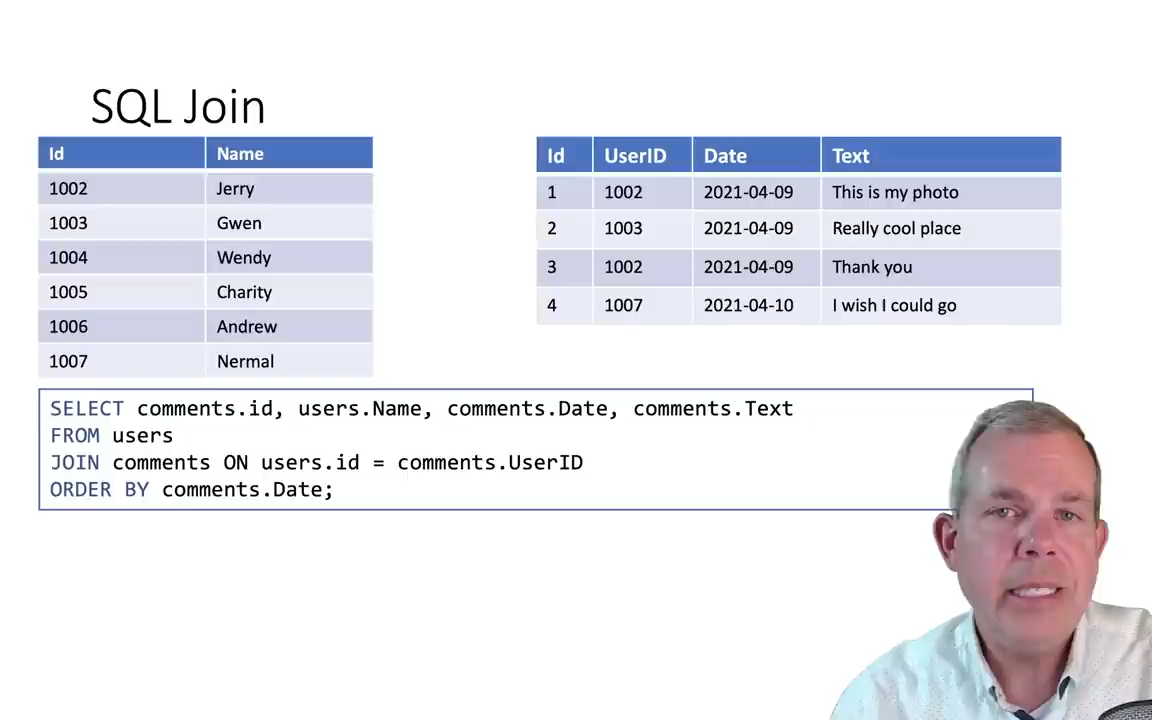 SQL Join
Id Name
1002 Jerry
1003 Gwen
1004 Wendy
1005 Charity
1006 Andrew
1007 Nermal
Id UserID Date Text
1 1002 2021-04-09 This is my photo
2 1003 2021-04-09 Really cool place
3 1002 2021-04-09 Thank you
4 1007 2021-04-10 I wish I could go
SELECT comments.id, users.Name, comments.Date, comments.Text
FROM users
JOIN comments ON users.id = comments.UserID
ORDER BY comments.Date;